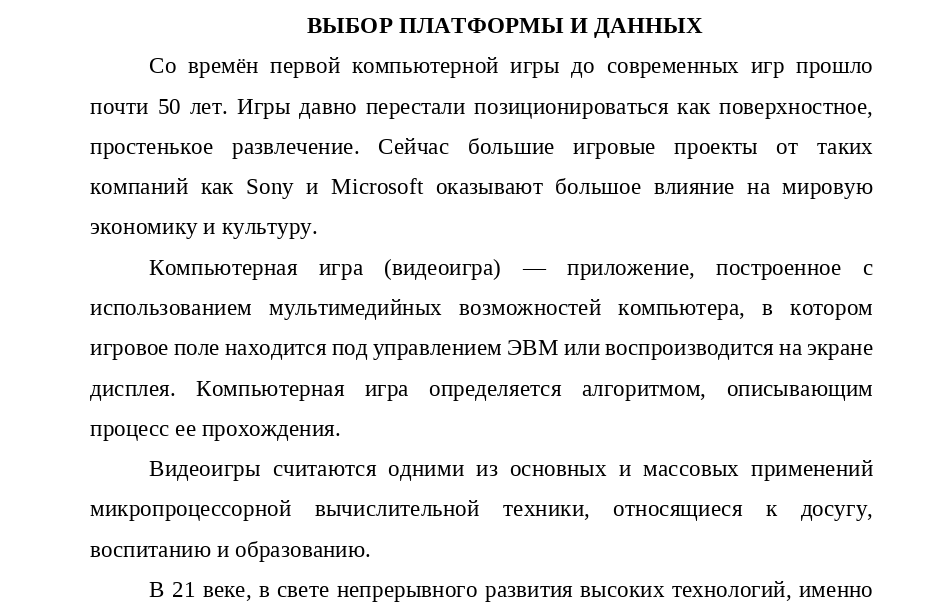 ВЫБОР ПЛАТФОРМЫ И ДАННЫХ
Со времён первой компьютерной игры до современных игр прошло
почти 50 лет. Игры давно перестали позиционироваться как поверхностное,
простенькое развлечение. Сейчас большие игровые проекты от таких
компаний как Sony и Microsoft оказывают большое влияние на мировую
экономику и культуру.
Компьютерная игра (видеоигра) — приложение, построенное с
использованием мультимедийных возможностей компьютера, в котором
игровое поле находится под управлением ЭВМ или воспроизводится на экране
дисплея. Компьютерная игра определяется алгоритмом, описывающим
процесс ее прохождения.
Видеоигры считаются одними из основных и массовых применений
микропроцессорной вычислительной техники, относящиеся к досугу,
воспитанию и образованию.
В 21 веке, в свете непрерывного развития высоких технологий, именно